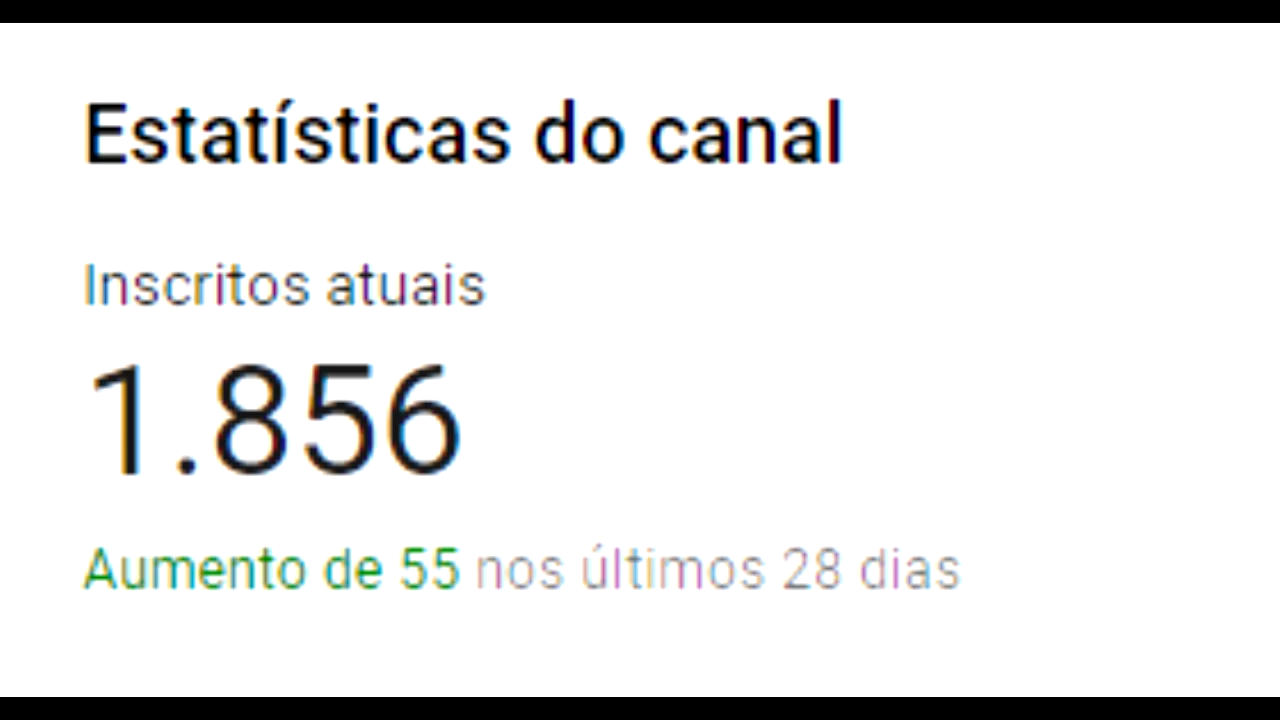 Estatísticas do canal
Inscritos atuais
1.856
Aumento de 55 nos últimos 28 dias